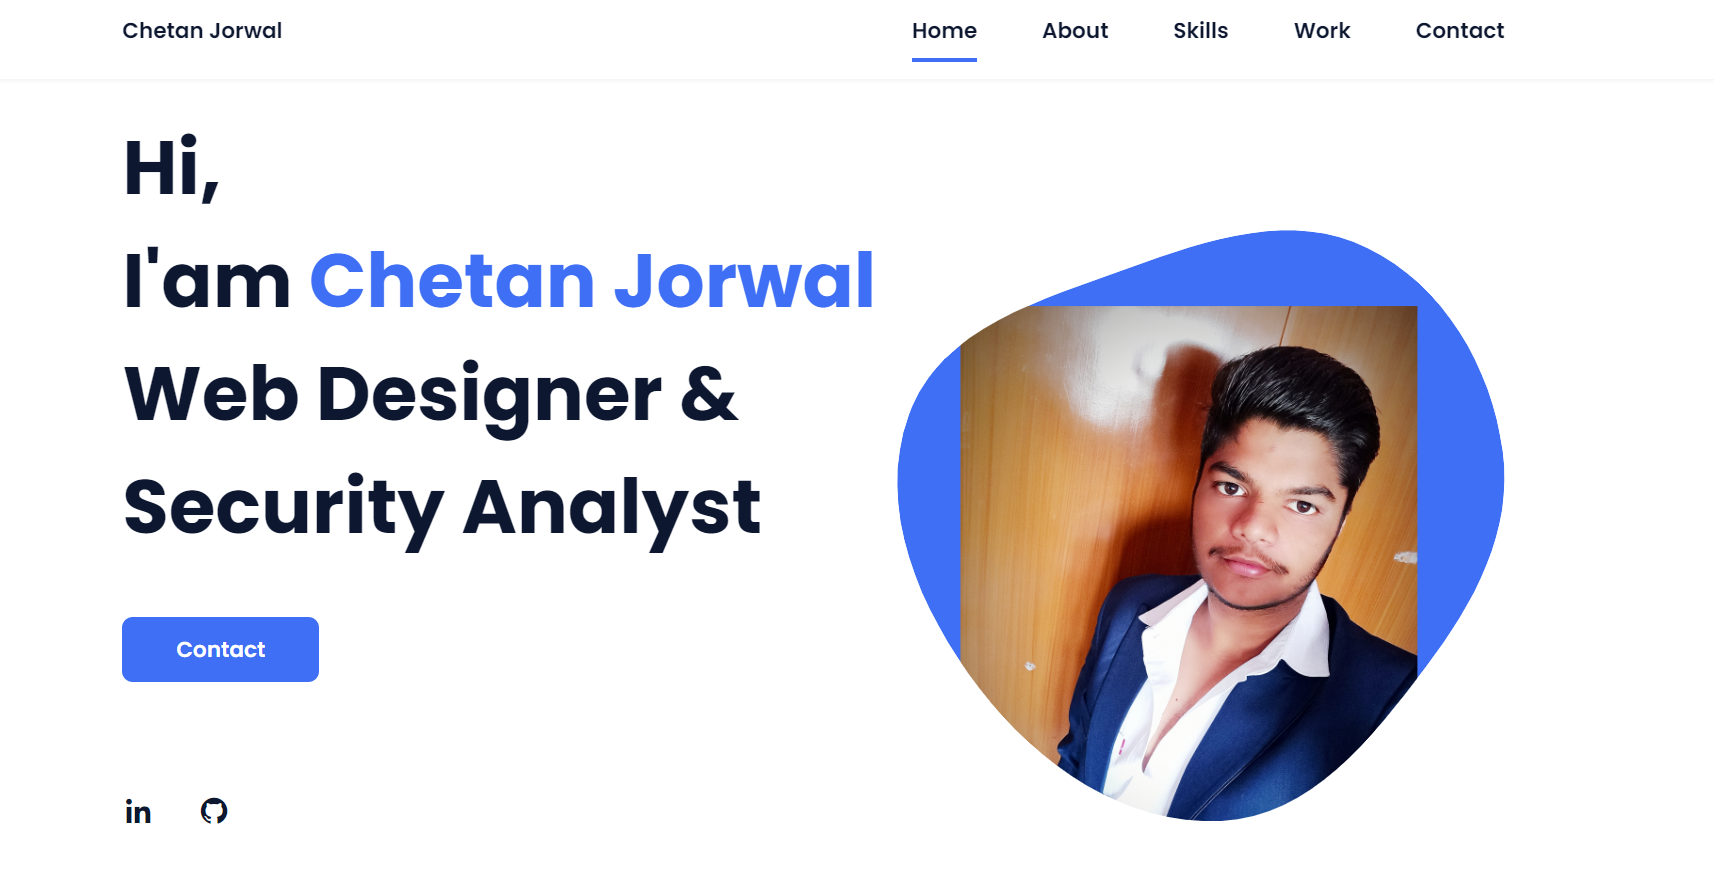 Chetan Jorwal
Home About Skills Work Contact
Hi,
I'am Chetan Jorwal
Web Designer &
Security Analyst
Contact
in